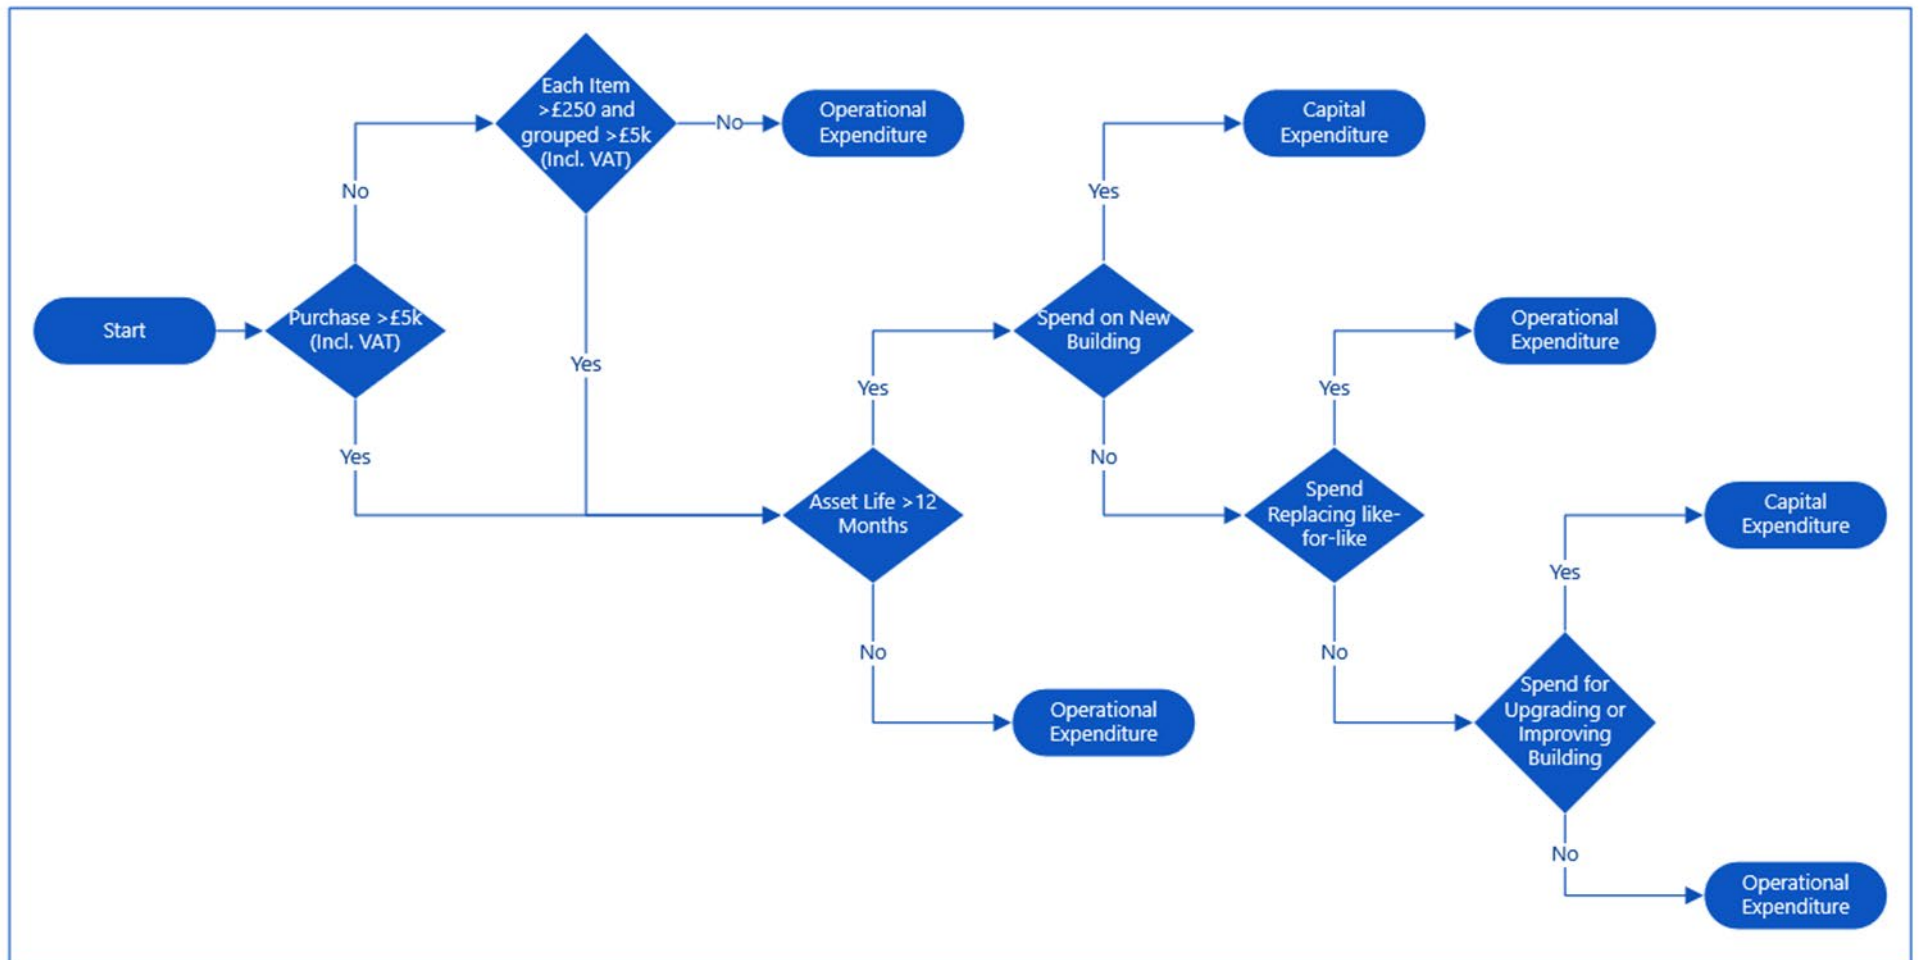 Each Item
>£250 and
grouped >£5k
(Incl. VAT)
No
Operational
Expenditure
Capital
Expenditure
No
Yes
Start
Purchase >£5k
(Incl. VAT)
Spend on New
Building
Operational
Expenditure
Yes
Yes
Yes
Yes
No
Asset Life >12
Months
Spend
Replacing like-
for-like
Capital
Expenditure
Yes
No
No
Operational
Expenditure
Spend for
Upgrading or
Improving
Building
No
Operational
Expenditure